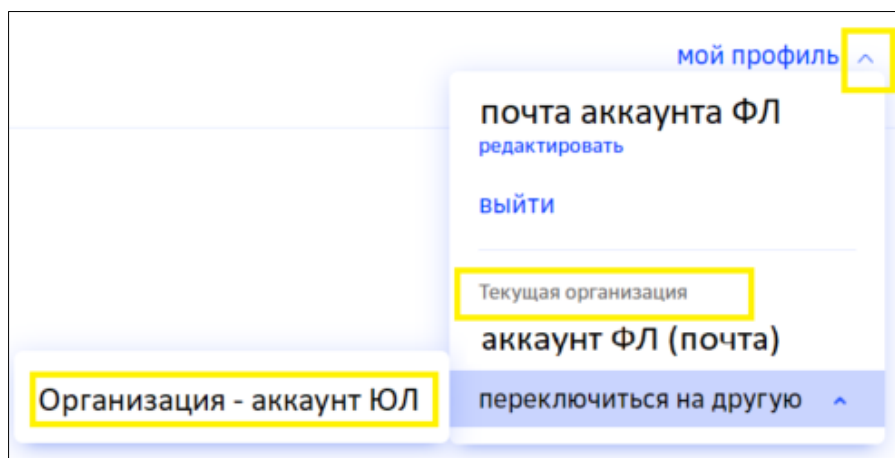 мой профиль
почта аккаунта ФЛ
редактировать
выйти
Текущая организация
аккаунт ФЛ (почта)
переключиться на другую
Организация - аккаунт ЮЛ